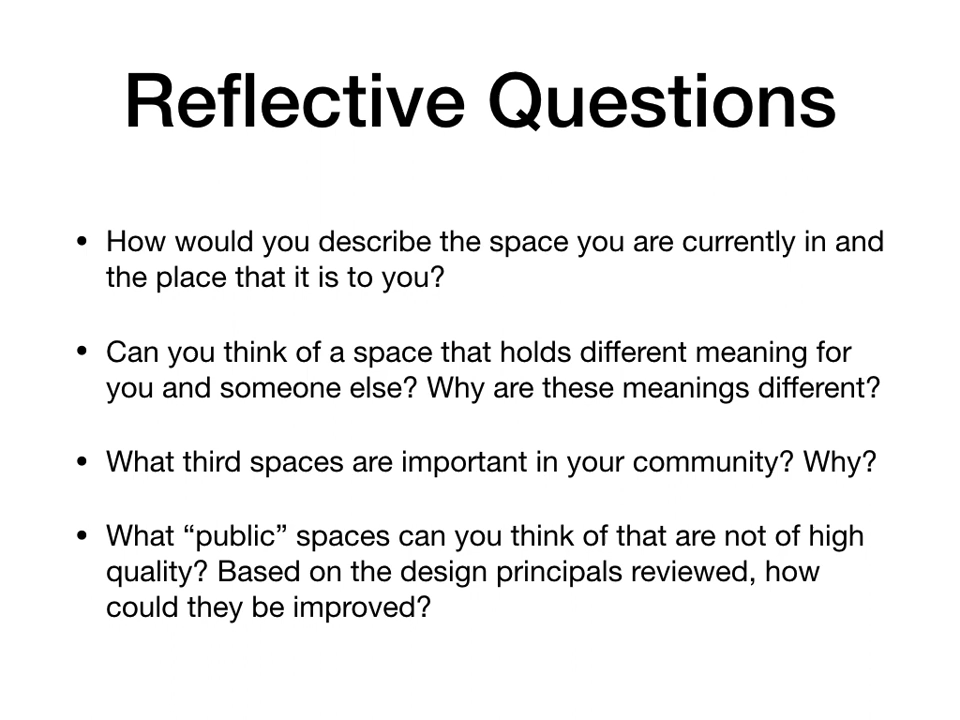 Reflective Questions
• How would you describe the space you are currently in and
the place that it is to you?
• Can you think of a space that holds different meaning for
you and someone else? Why are these meanings different?
• What third spaces are important in your community? Why?
• What “public” spaces can you think of that are not of high
quality? Based on the design principals reviewed, how
could they be improved?